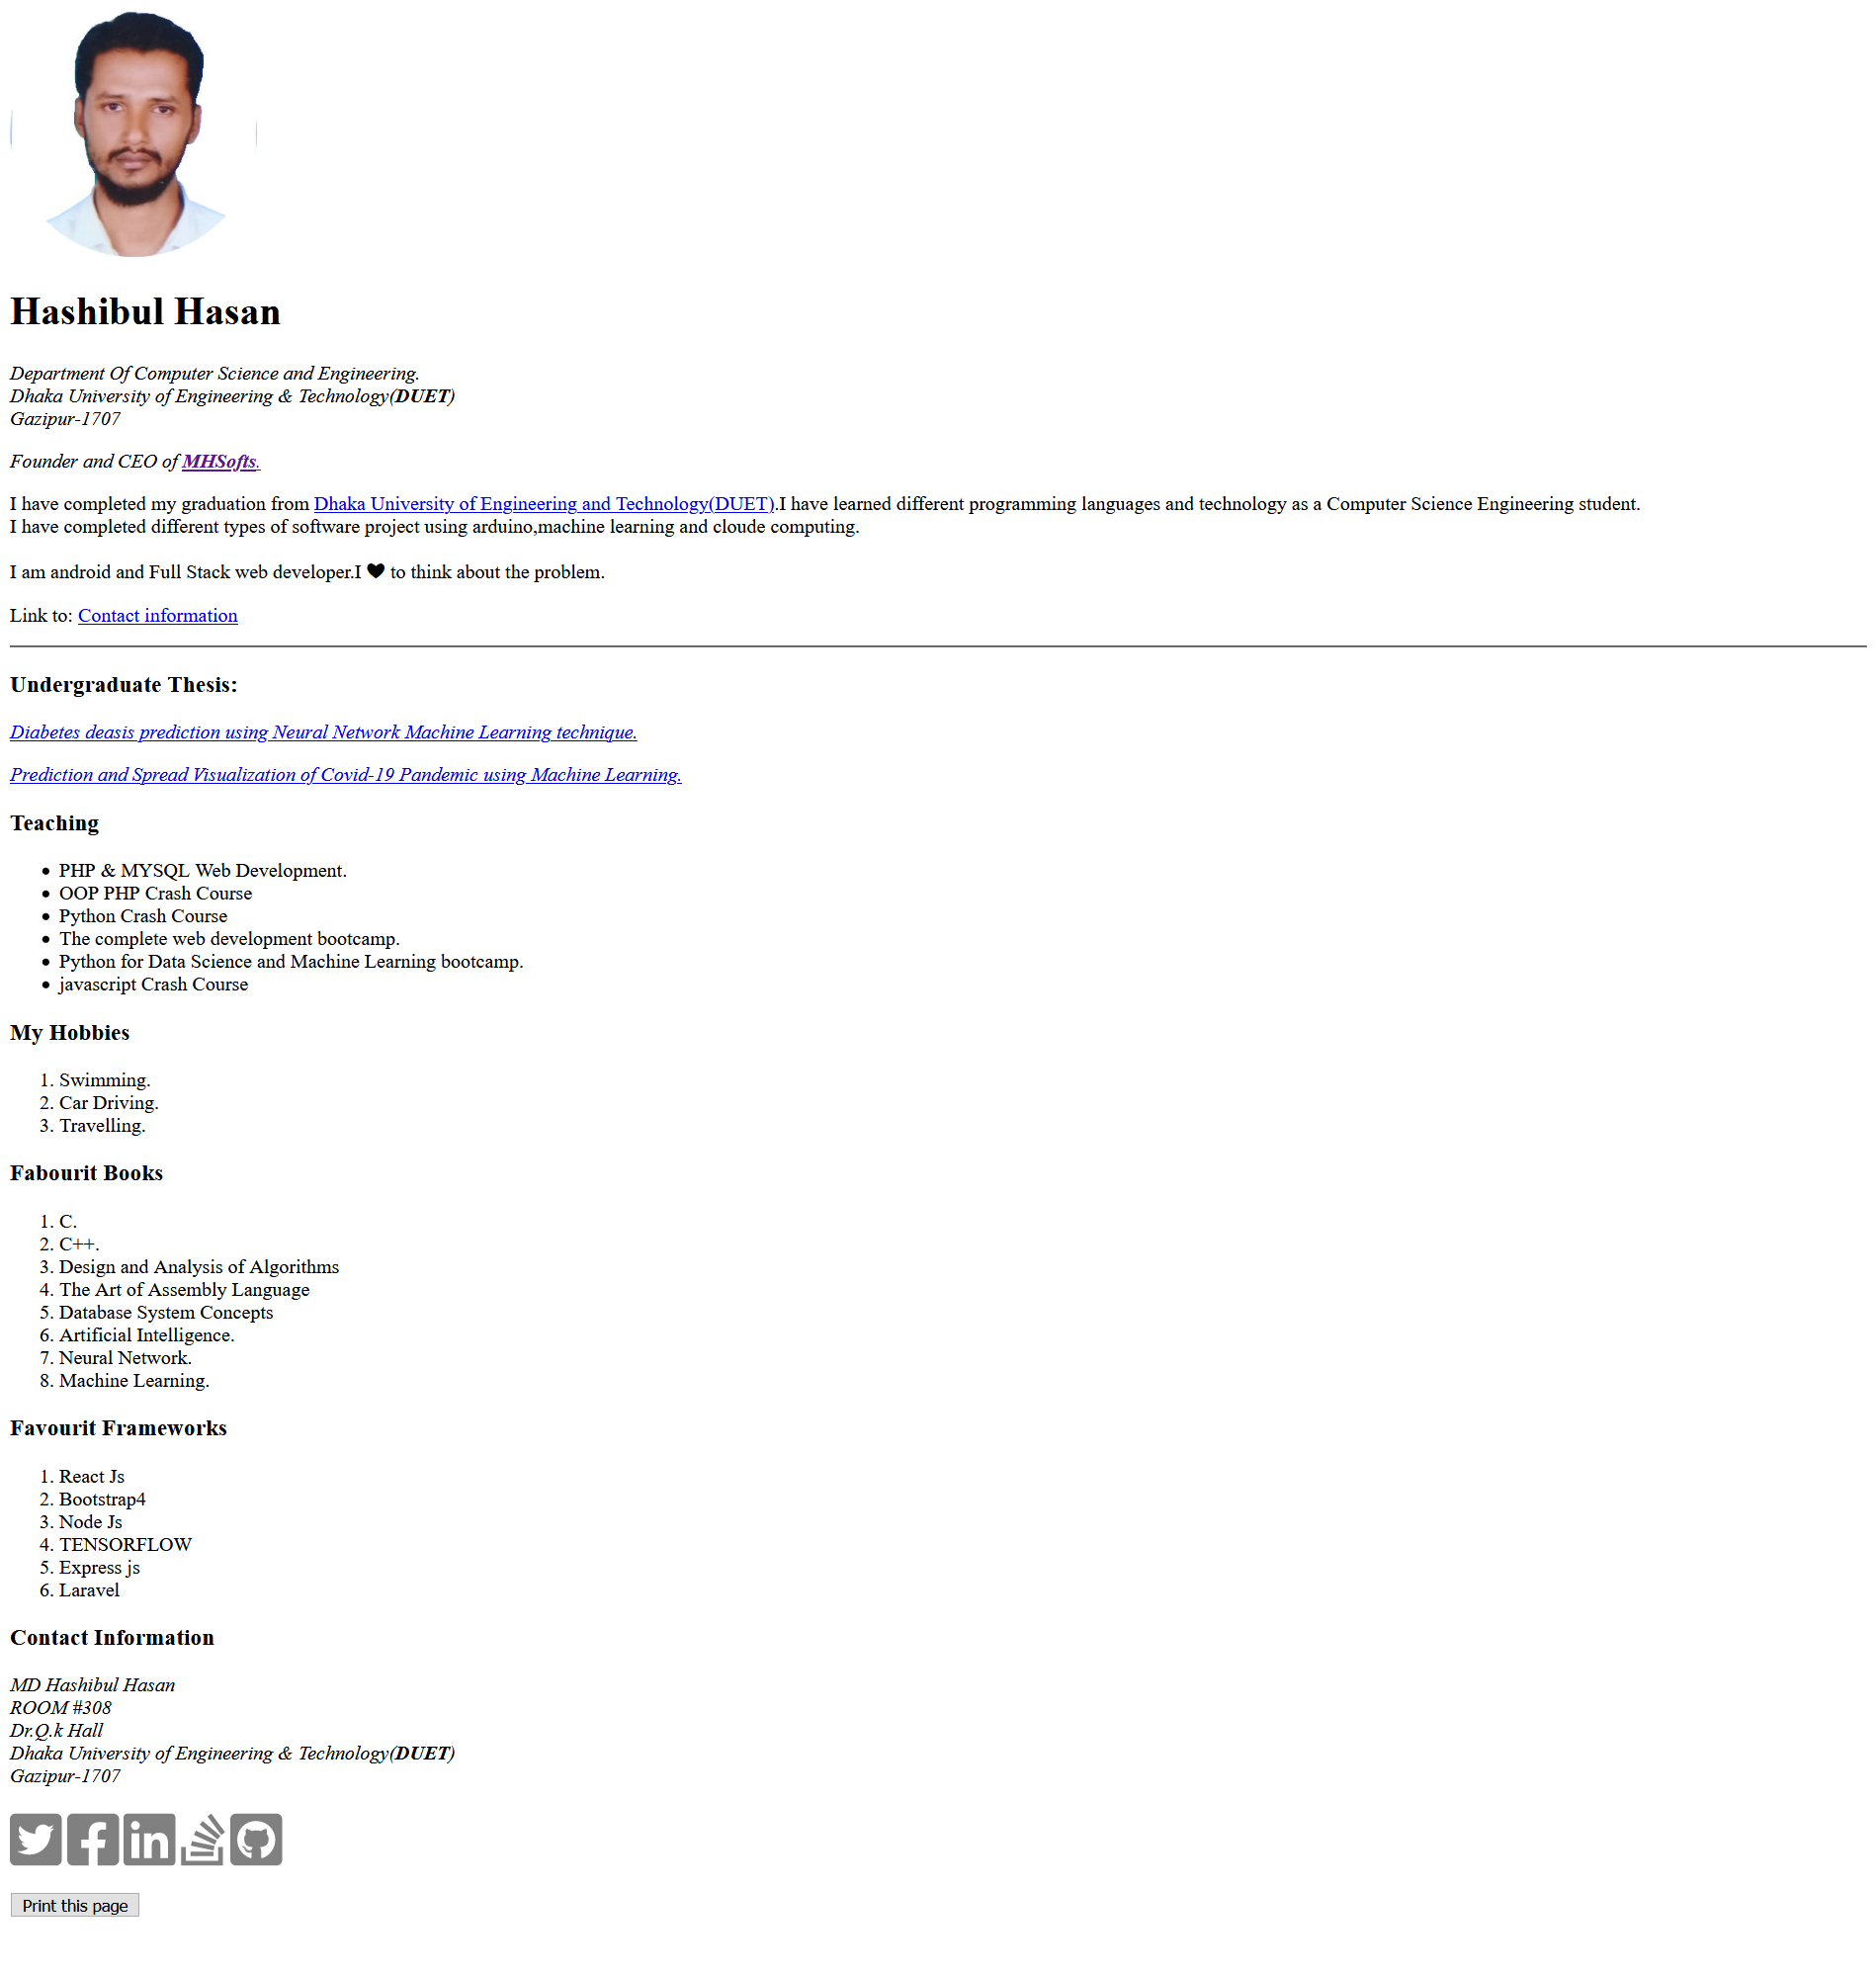 Hashibul Hasan
Department Of Computer Science and Engineering.
Dhaka University of Engineering & Technology(DUET)
Gazipur-1707
Founder and CEO of MHSofts.
I have completed my graduation from Dhaka University of Engineering and Technology(DUET).I have learned different programming languages and technology as a Computer Science Engineering student.
I have completed different types of software project using arduino,machine learning and cloude computing.
I am android and Full Stack web developer.I ♥ to think about the problem.
Link to: Contact information
Undergraduate Thesis:
Diabetes deasis prediction using Neural Network Machine Learning technique.
Prediction and Spread Visualization of Covid-19 Pandemic using Machine Learning.
Teaching
• PHP & MYSQL Web Development.
• OOP PHP Crash Course
• Python Crash Course
• The complete web development bootcamp.
• Python for Data Science and Machine Learning bootcamp.
• javascript Crash Course
My Hobbies
1. Swimming.
2. Car Driving.
3. Travelling.
Fabourit Books
1. C.
2. C++.
3. Design and Analysis of Algorithms
4. The Art of Assembly Language
5. Database System Concepts
6. Artificial Intelligence.
7. Neural Network.
8. Machine Learning.
Favourit Frameworks
1. React Js
2. Bootstrap4
3. Node Js
4. TENSORFLOW
5. Express js
6. Laravel
Contact Information
MD Hashibul Hasan
ROOM #308
Dr.Q.k Hall
Dhaka University of Engineering & Technology(DUET)
Gazipur-1707
Print this page